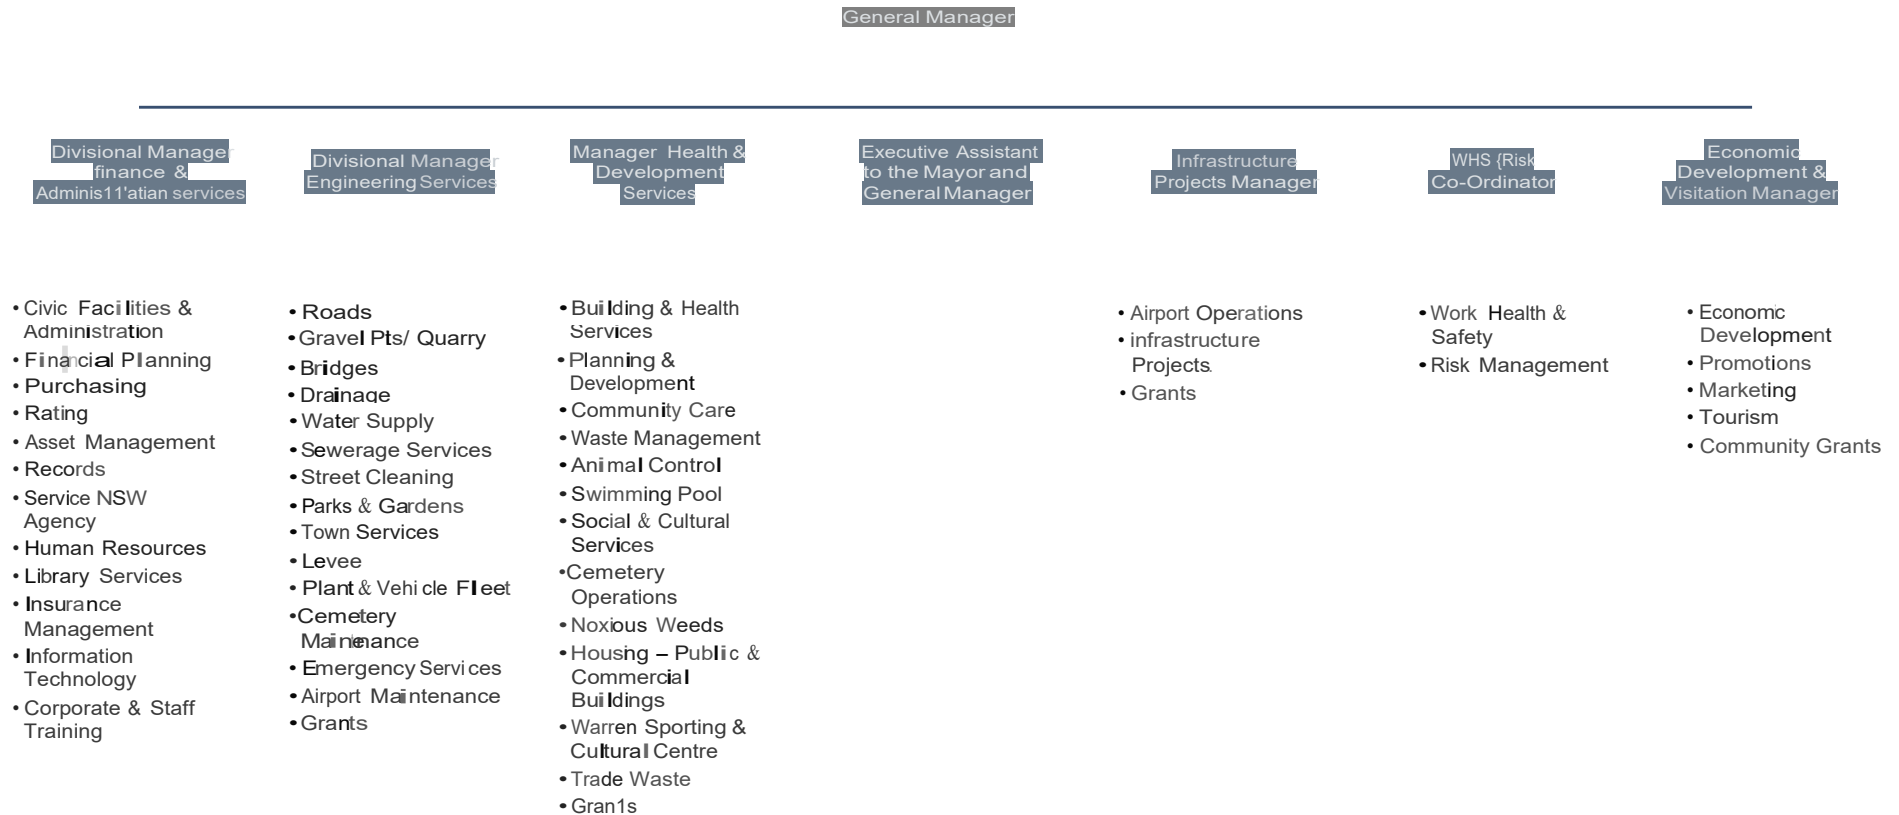 General Manager
Divisional Manager
finance &
Adminis11'atian services
Divisional Manager
Engineering Services
Manager Health &
Development
Services
Executive Assistant
to the Mayor and
General Manager
Infrastructure
Projects Manager
WHS {Risk
Co-Ordinator
Economic
Development &
Visitation Manager
• Civic Facilities &
Administration
• Financial Planning
• Purchasing
• Rating
• Asset Management
• Records
• Service NSW
Agency
• Human Resources
• Library Services
• Insurance
Management
• Information
Technology
• Corporate & Staff
Training
• Roads
• Gravel Pts/ Quarry
• Bridges
• Drainage
• Water Supply
• Sewerage Services
• Street Cleaning
• Parks & Gardens
• Town Services
• Levee
• Plant & Vehicle Fleet
• Cemetery
Maintenance
• Emergency Services
• Airport Maintenance
• Grants
• Building & Health
Services
• Planning &
Development
• Community Care
• Waste Management
• Animal Control
• Swimming Pool
• Social & Cultural
Services
• Cemetery
Operations
• Noxious Weeds
• Housing – Public &
Commercial
Buildings
• Warren Sporting &
Cultural Centre
• Trade Waste
• Gran1s
• Airport Operations
• infrastructure
Projects.
• Grants
• Work Health &
Safety
• Risk Management
• Economic
Development
• Promotions
• Marketing
• Tourism
• Community Grants